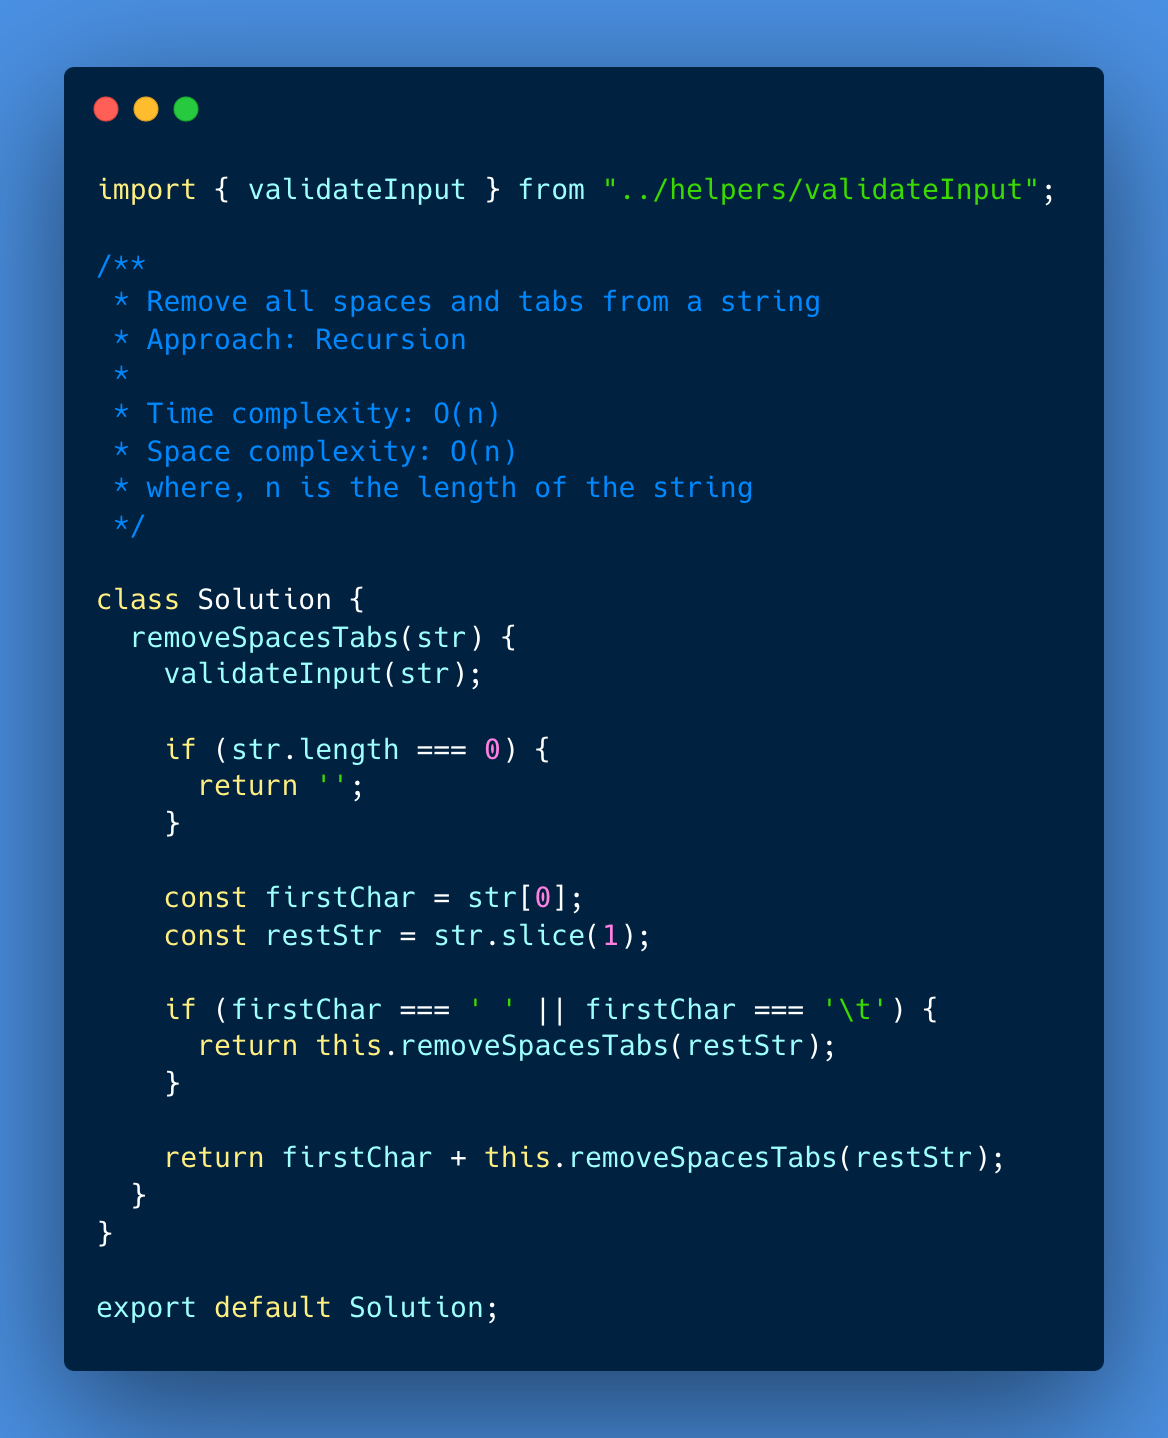 import { validateInput } from "../helpers/validateInput";

/**
 * Remove all spaces and tabs from a string
 * Approach: Recursion
 *
 * Time complexity: O(n)
 * Space complexity: O(n)
 * where, n is the length of the string
 */

class Solution {
  removeSpacesTabs(str) {
    validateInput(str);

    if (str.length === 0) {
      return '';
    }

    const firstChar = str[0];
    const restStr = str.slice(1);

    if (firstChar === ' ' || firstChar === '\t') {
      return this.removeSpacesTabs(restStr);
    }

    return firstChar + this.removeSpacesTabs(restStr);
  }
}

export default Solution;